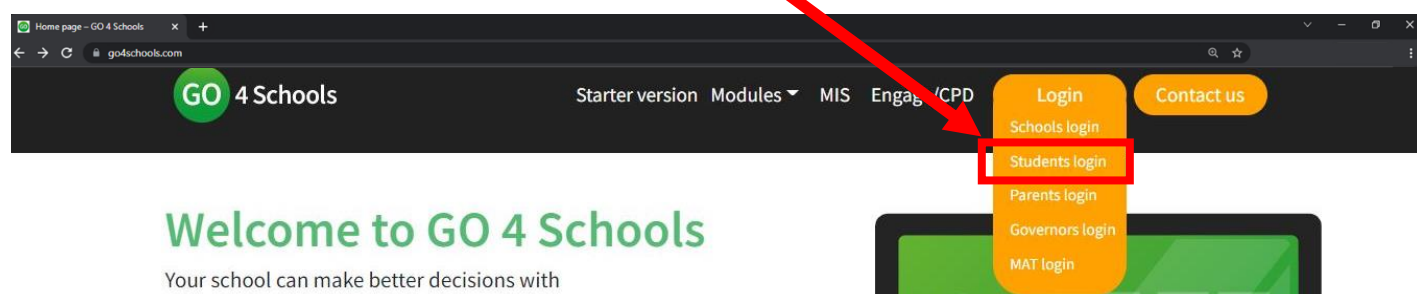 Home page – GO 4 Schools
go4schools.com
GO 4 Schools
Starter version Modules MIS Engage/CPD Login Contact us
Schools login
Students login
Parents login
Governors login
MAT login
Welcome to GO 4 Schools
Your school can make better decisions with